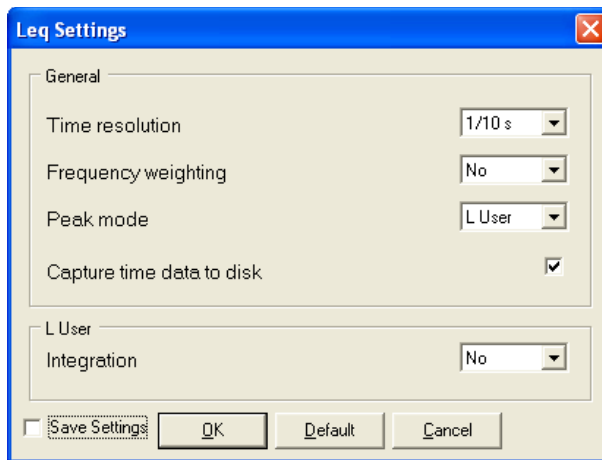 Leq Settings
General
Time resolution 1/10 s
Frequency weighting No
Peak mode L User
Capture time data to disk
L User
Integration No
Save Settings OK Default Cancel